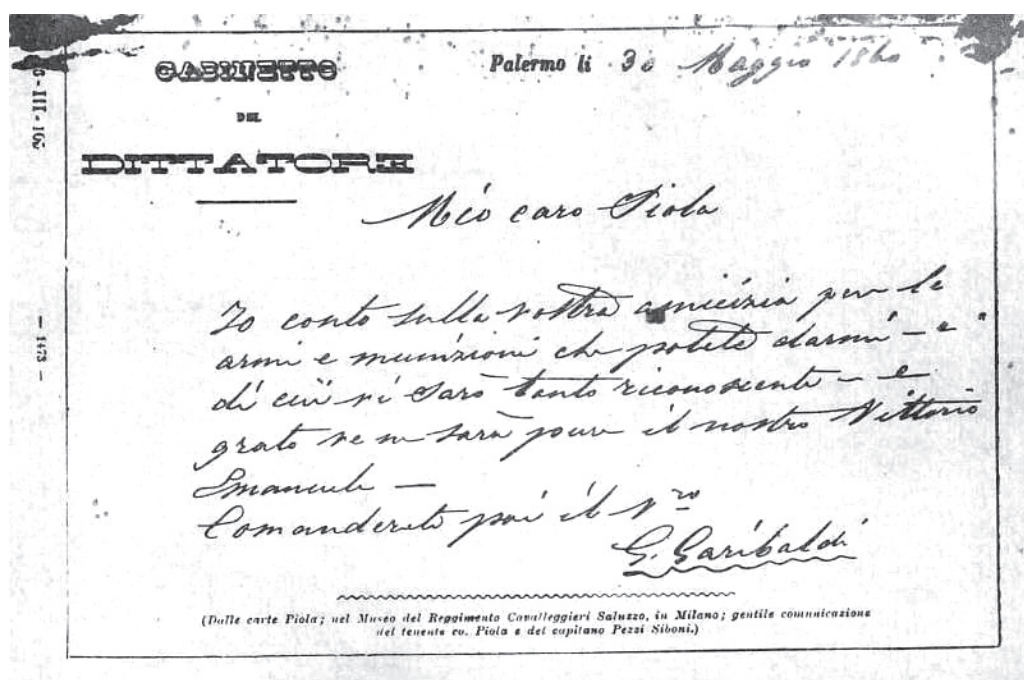 GABINETTO
DEL
DITTATORE
Palermo li 30 Maggio 1860
Mio caro Piola
Io conto sulla vostra amicizia per le
armi e munizioni che potete darmi – e
di cui vi sarò tanto riconoscente – e
grato ve ne sarà pure il nostro Vittorio
Emanuele —
Comanderete poi il Vro
G. Garibaldi
(Dalle carte Piola; nel Museo del Reggimento Cavalleggieri Saluzzo, in Milano; gentile comunicazione
del tenente co. Piola e del capitano Pezzi Siboni.)
— 1473 —